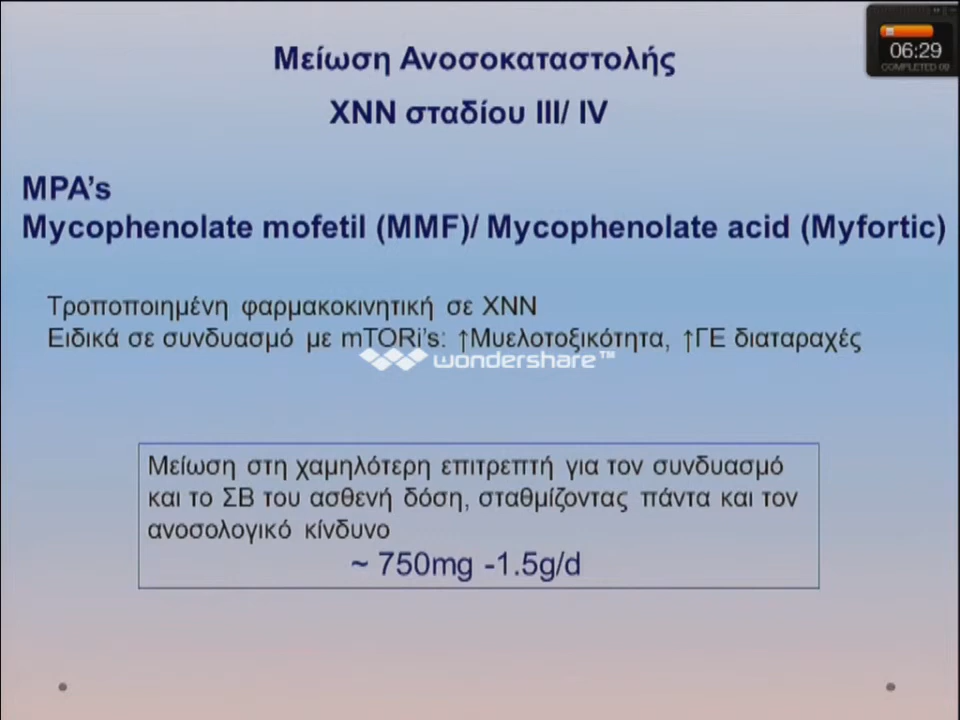 Μείωση Ανοσοκαταστολής
ΧΝΝ σταδίου III/ IV
MPA’s
Mycophenolate mofetil (MMF)/ Mycophenolate acid (Myfortic)
Τροποποιημένη φαρμακοκινητική σε ΧΝΝ
Ειδικά σε συνδυασμό με mTORi’s: ↑Μυελοτοξικότητα, ↑ΓΕ διαταραχές
wondershare™
Μείωση στη χαμηλότερη επιτρεπτή για τον συνδυασμό
και το ΣΒ του ασθενή δόση, σταθμίζοντας πάντα και τον
ανοσολογικό κίνδυνο
~ 750mg -1.5g/d
06:29
COMPLETED